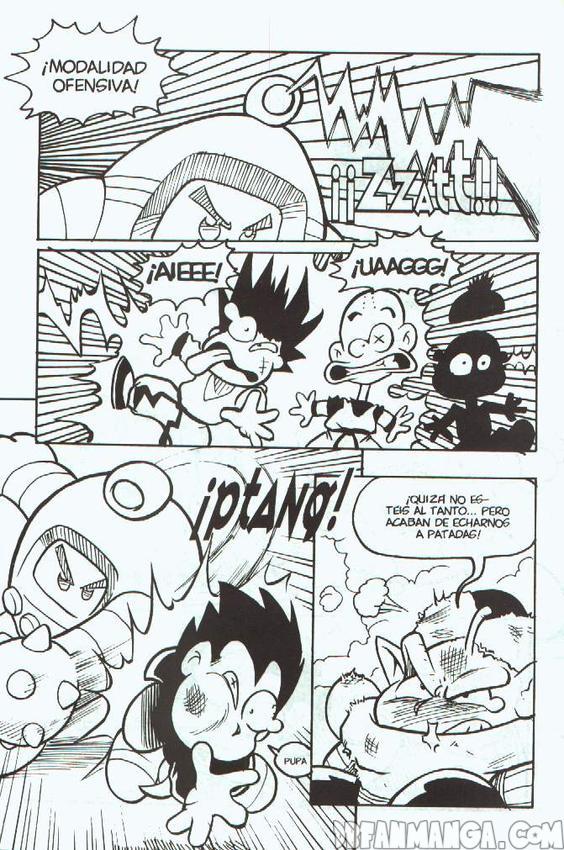 ¡MODALIDAD
OFENSIVA!
¡¡¡ZZATT!!
¡AIEEE!
¡UAAGGG!
¡PTANG!
¡QUIZÁ NO ES-
TÉIS AL TANTO... PERO
ACABAN DE ECHARNOS
A PATADAS!
PUPA
FANMANGA.COM